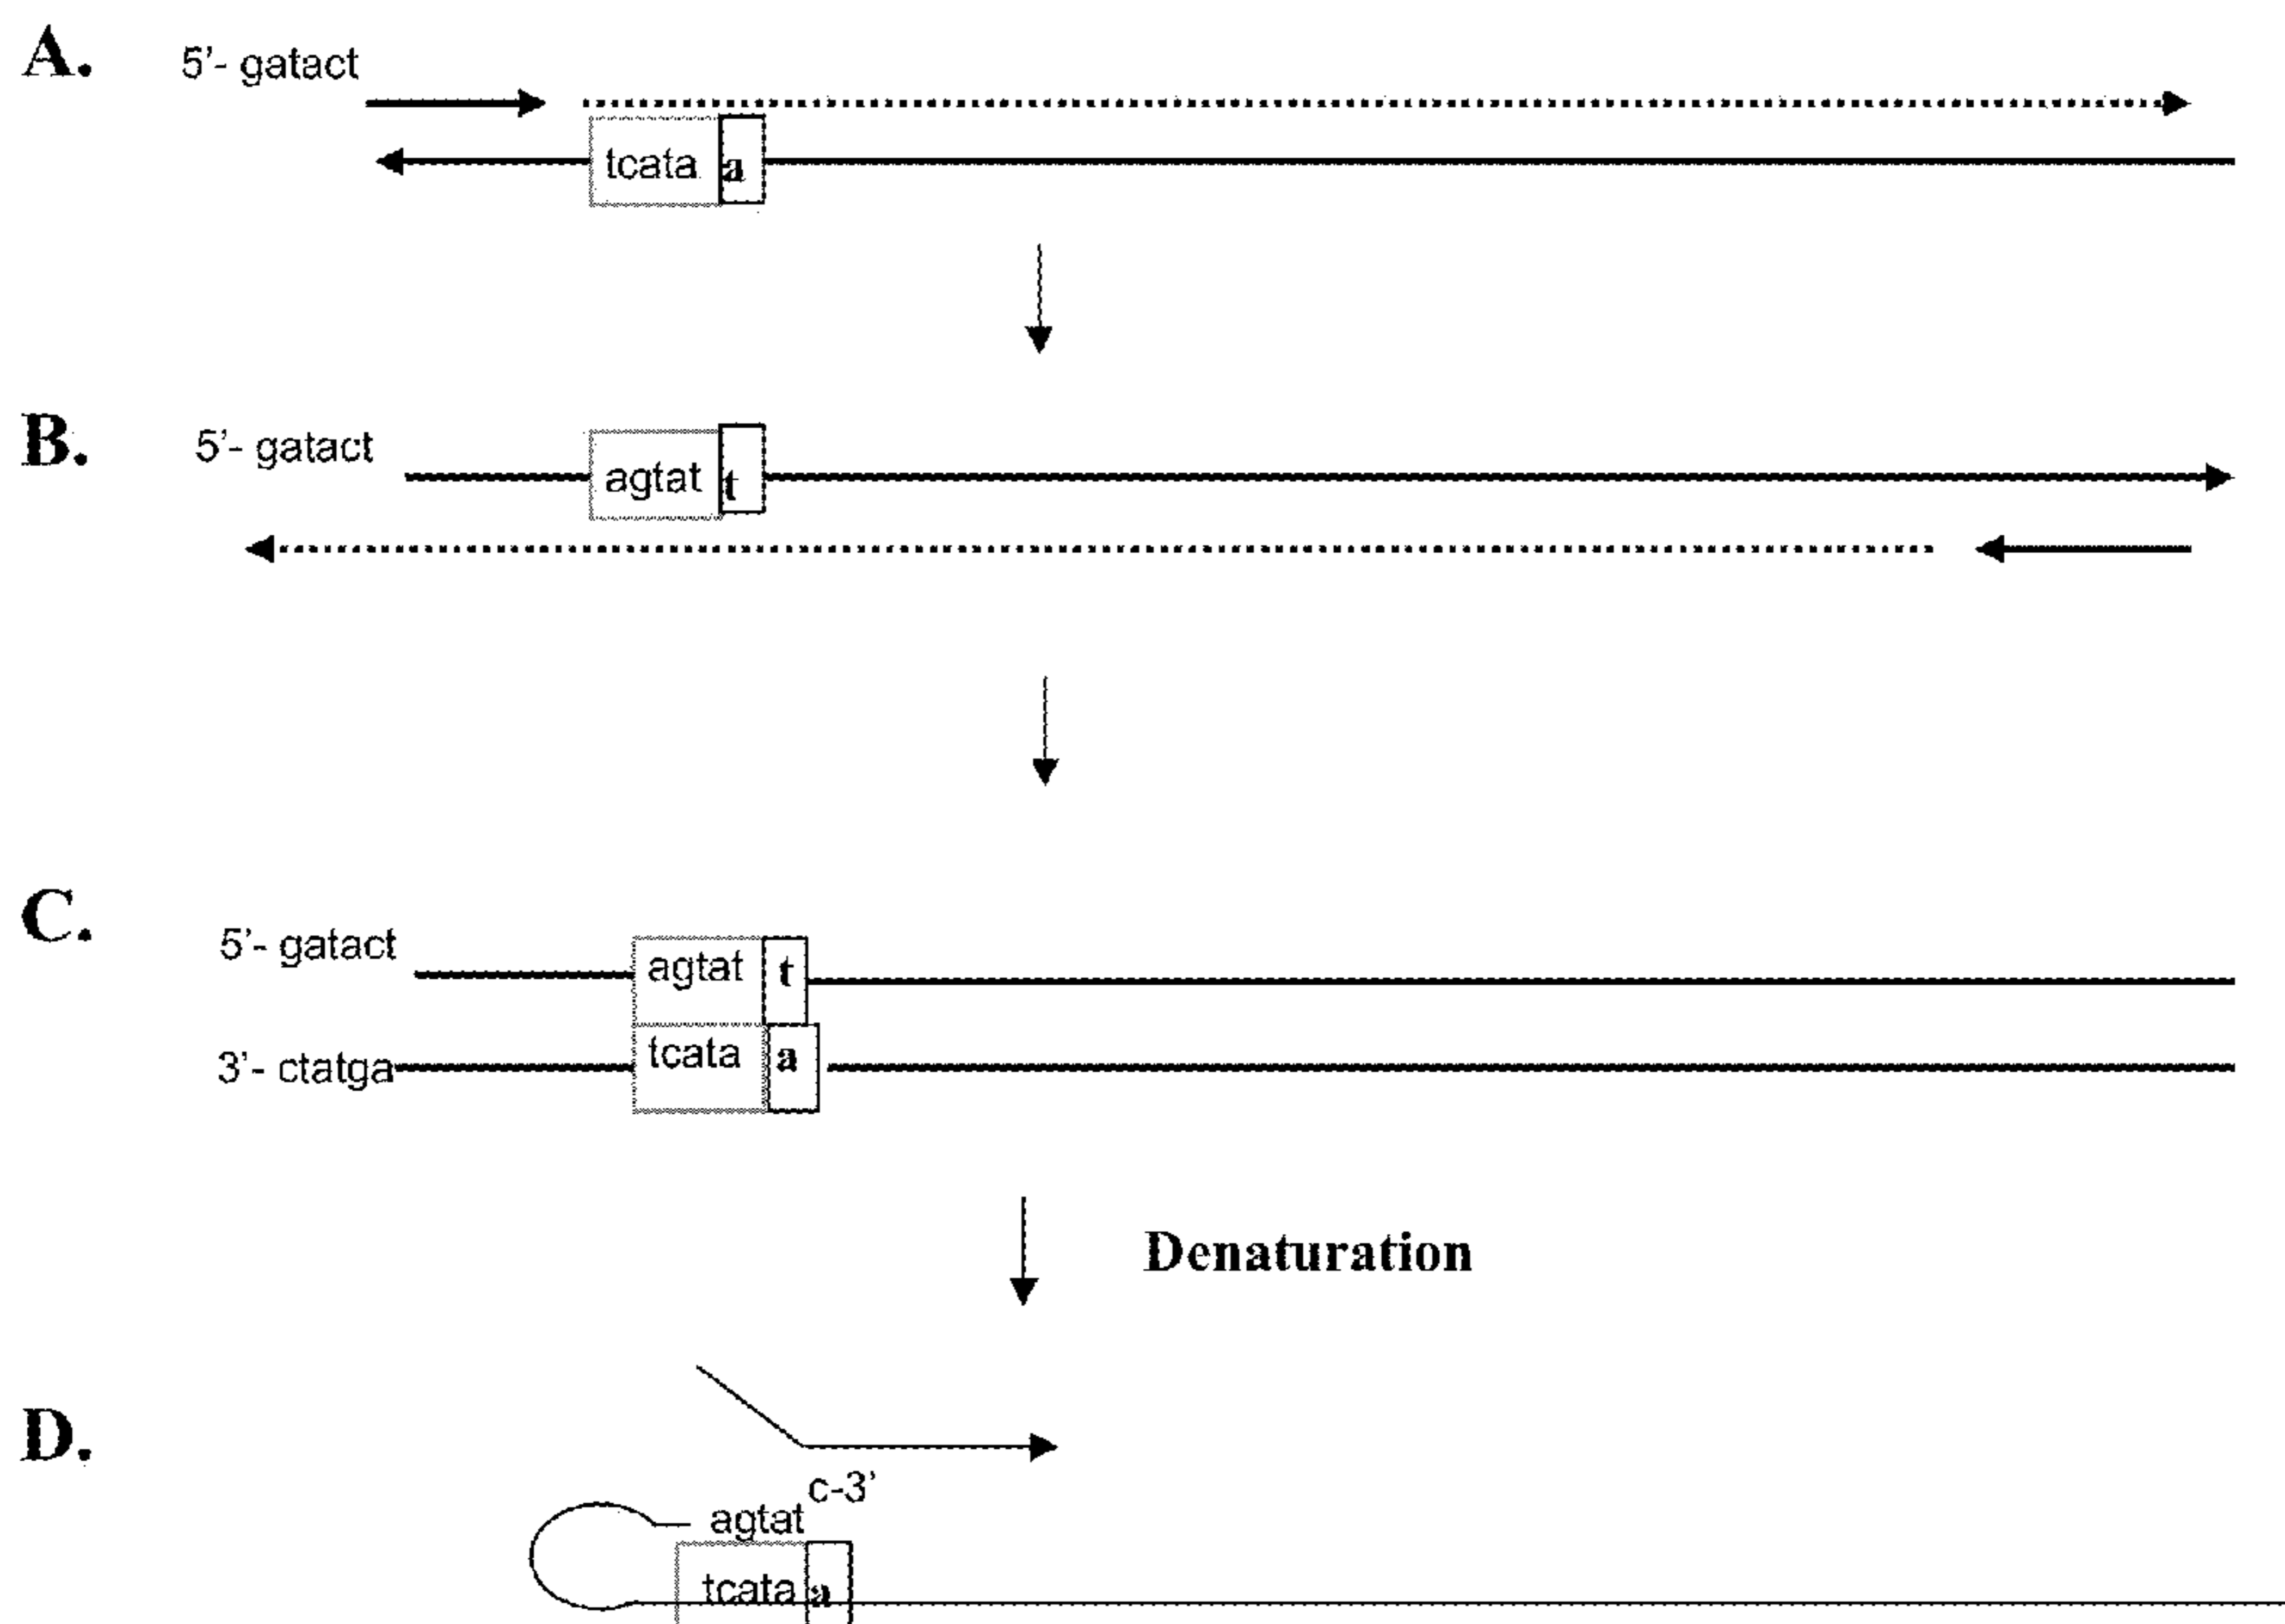 A. 5'- gatact
tcata a
B. 5'- gatact
agtat t
C. 5'- gatact
agtat t
3'- ctatga
tcata a
Denaturation
D.
c-3'
agtat
tcata a